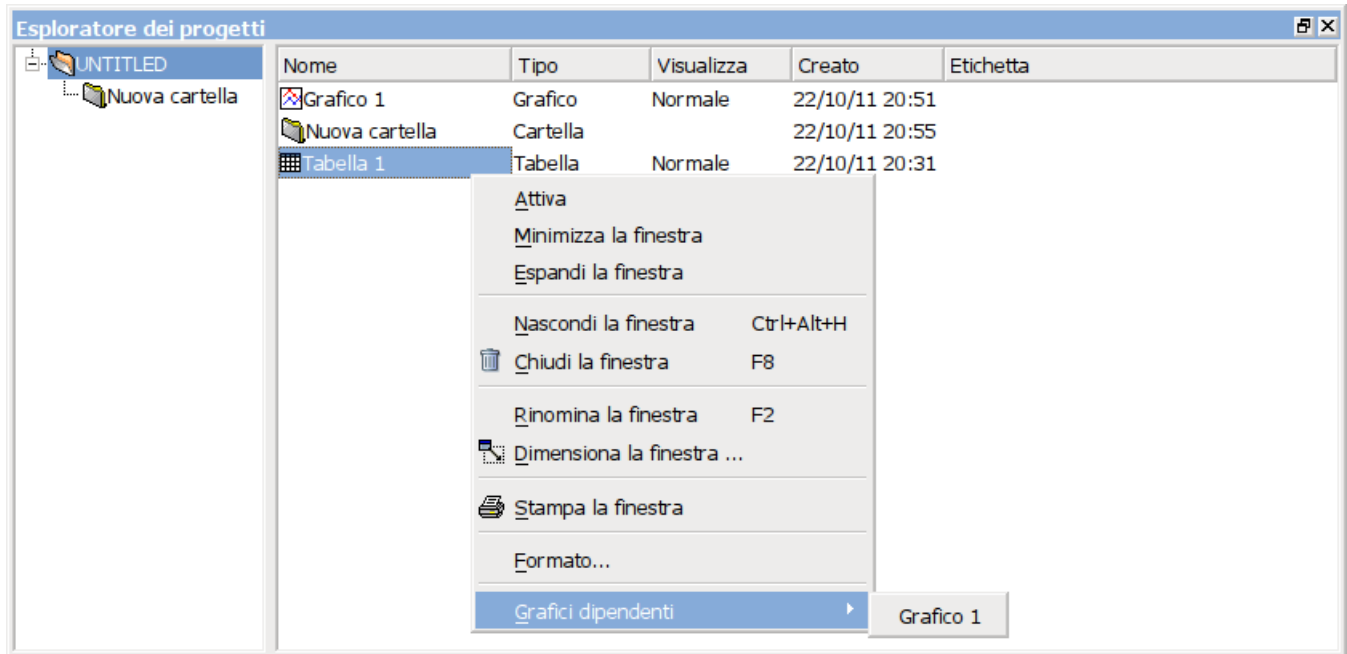 Esploratore dei progetti
UNTITLED
Nuova cartella
Nome Tipo Visualizza Creato Etichetta
Grafico 1 Grafico Normale 22/10/11 20:51
Nuova cartella Cartella 22/10/11 20:55
Tabella 1 Tabella Normale 22/10/11 20:31
Attiva
Minimizza la finestra
Espandi la finestra
Nascondi la finestra Ctrl+Alt+H
Chiudi la finestra F8
Rinomina la finestra F2
Dimensiona la finestra ...
Stampa la finestra
Formato...
Grafici dipendenti
Grafico 1